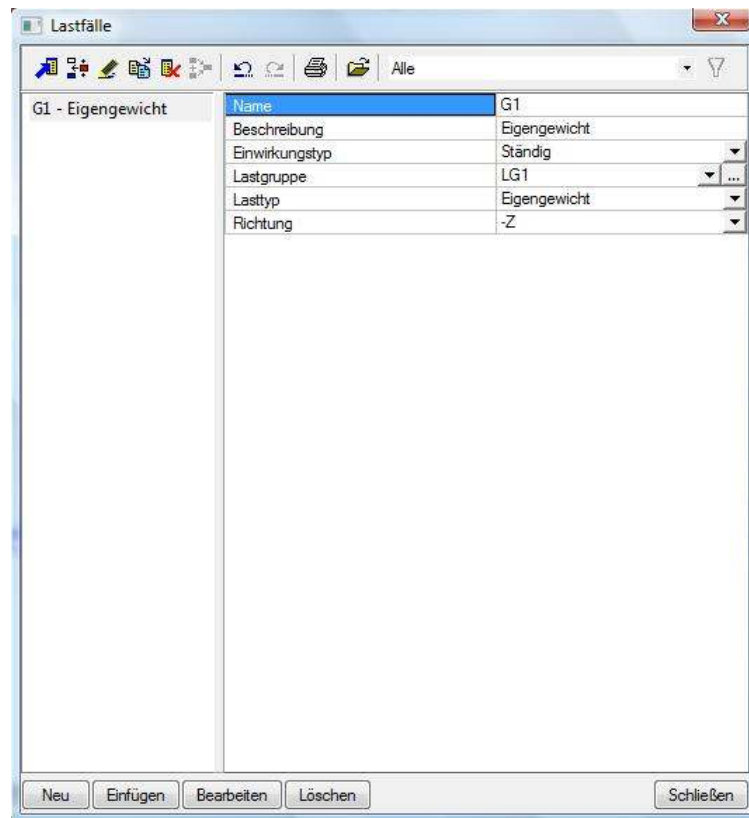 Lastfälle
Alle
G1 - Eigengewicht
Name G1
Beschreibung Eigengewicht
Einwirkungstyp Ständig
Lastgruppe LG1 ...
Lasttyp Eigengewicht
Richtung -Z
Neu Einfügen Bearbeiten Löschen Schließen